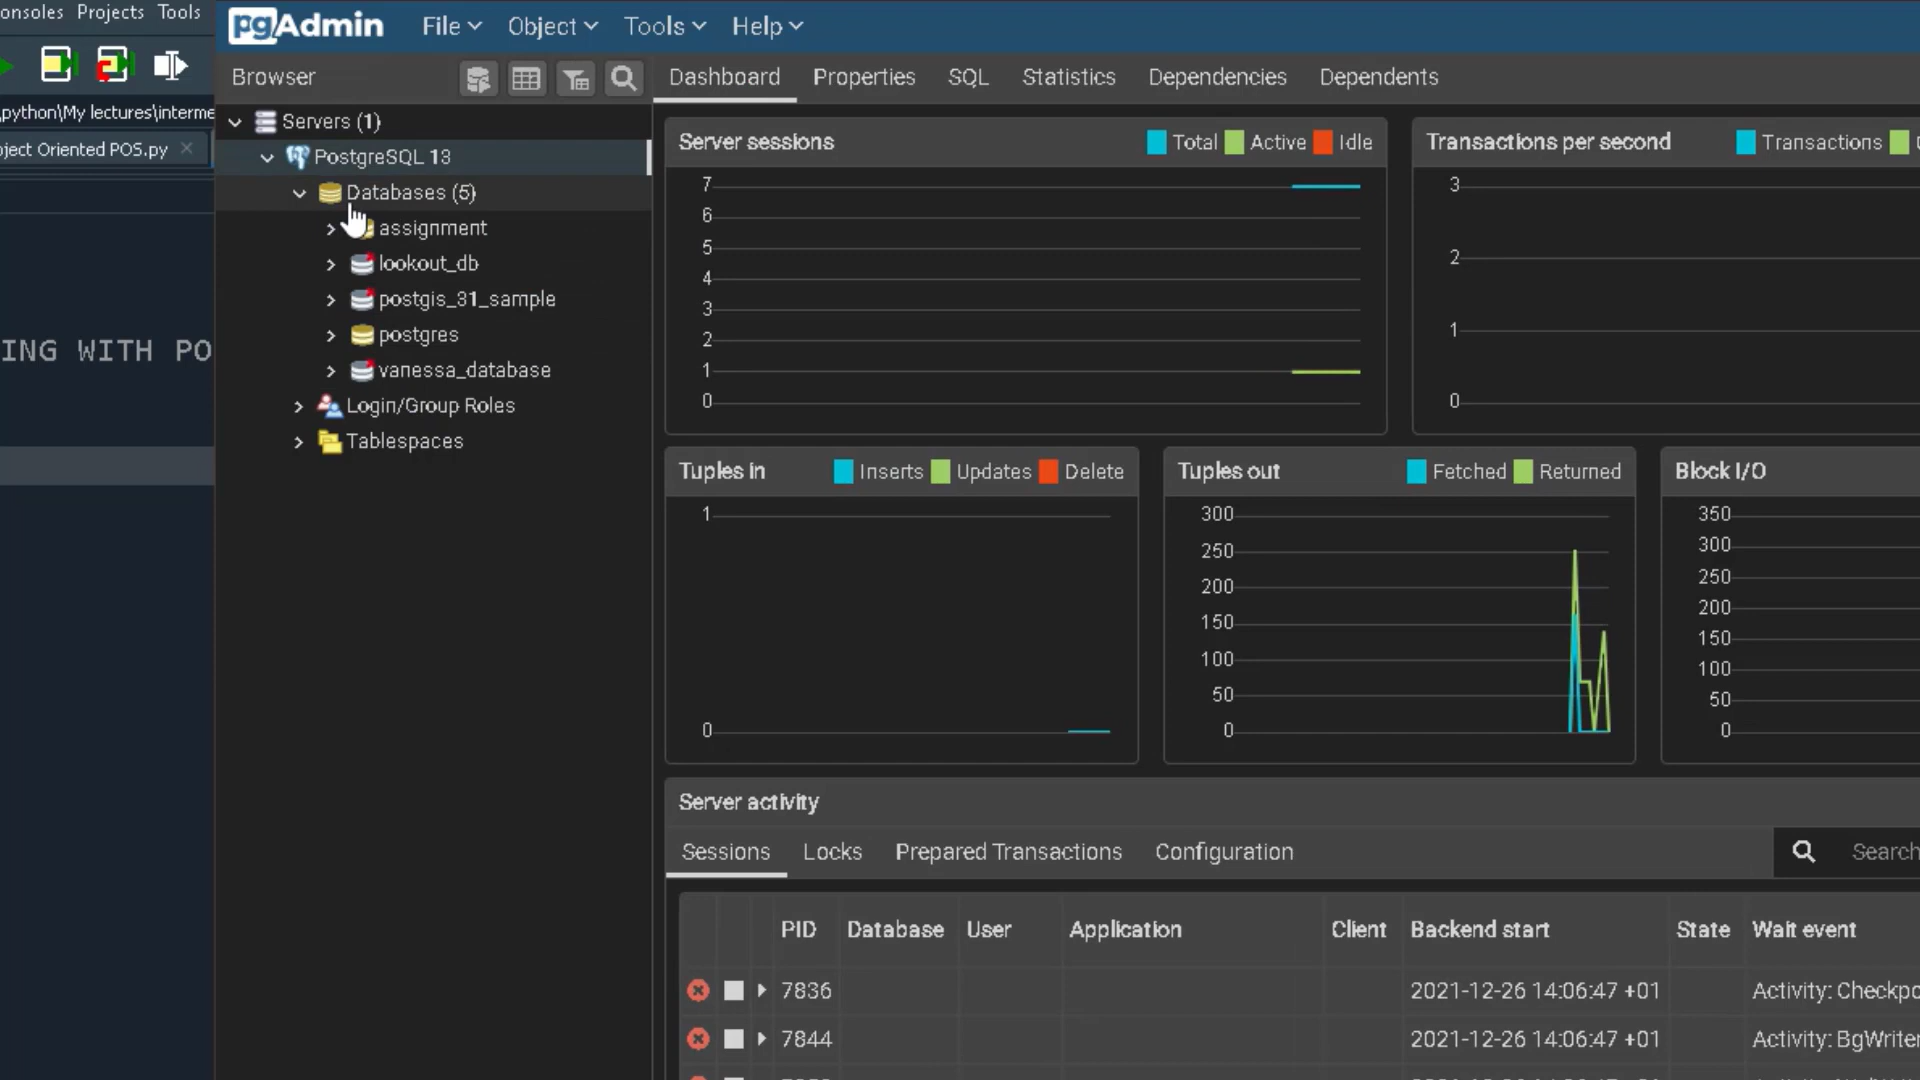 onsoles Projects Tools
python\My lectures\interme
ject Oriented POS.py
ING WITH PO
pgAdmin File Object Tools Help
Browser
Servers (1)
PostgreSQL 13
Databases (5)
assignment
lookout_db
postgis_31_sample
postgres
vanessa_database
Login/Group Roles
Tablespaces
Dashboard Properties SQL Statistics Dependencies Dependents
Server sessions Total Active Idle
7
6
5
4
3
2
1
0
Transactions per second Transactions
3
2
1
0
Tuples in Inserts Updates Delete
1
0
Tuples out Fetched Returned
300
250
200
150
100
50
0
Block I/O
350
300
250
200
150
100
50
0
Server activity
Sessions Locks Prepared Transactions Configuration
Search
PID Database User Application Client Backend start State Wait event
7836 2021-12-26 14:06:47 +01 Activity: Checkpo
7844 2021-12-26 14:06:47 +01 Activity: BgWriter